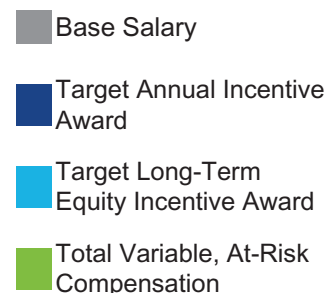 Base Salary
Target Annual Incentive
Award
Target Long-Term
Equity Incentive Award
Total Variable, At-Risk
Compensation